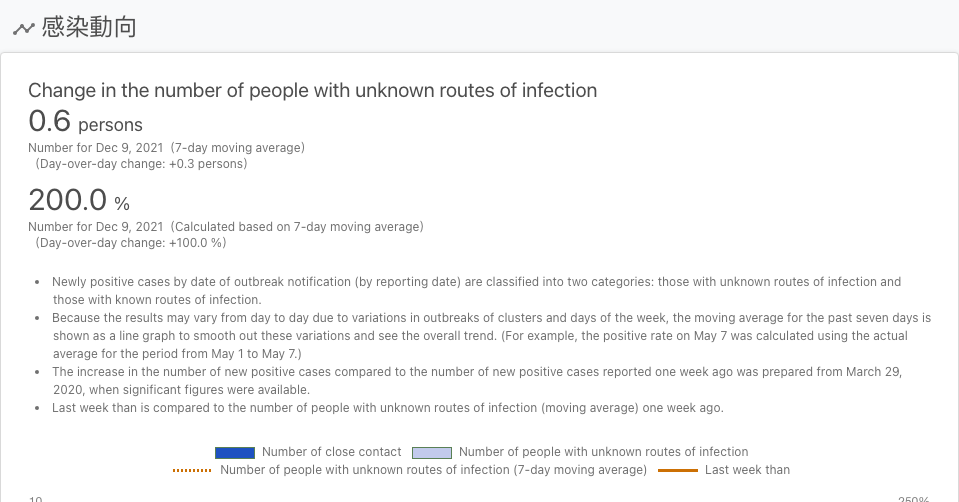 感染動向
Change in the number of people with unknown routes of infection
0.6 persons
Number for Dec 9, 2021 (7-day moving average)
(Day-over-day change: +0.3 persons)
200.0 %
Number for Dec 9, 2021 (Calculated based on 7-day moving average)
(Day-over-day change: +100.0 %)
• Newly positive cases by date of outbreak notification (by reporting date) are classified into two categories: those with unknown routes of infection and
those with known routes of infection.
• Because the results may vary from day to day due to variations in outbreaks of clusters and days of the week, the moving average for the past seven days is
shown as a line graph to smooth out these variations and see the overall trend. (For example, the positive rate on May 7 was calculated using the actual
average for the period from May 1 to May 7.)
• The increase in the number of new positive cases compared to the number of new positive cases reported one week ago was prepared from March 29,
2020, when significant figures were available.
• Last week than is compared to the number of people with unknown routes of infection (moving average) one week ago.
Number of close contact Number of people with unknown routes of infection
Number of people with unknown routes of infection (7-day moving average) Last week than
10 250%